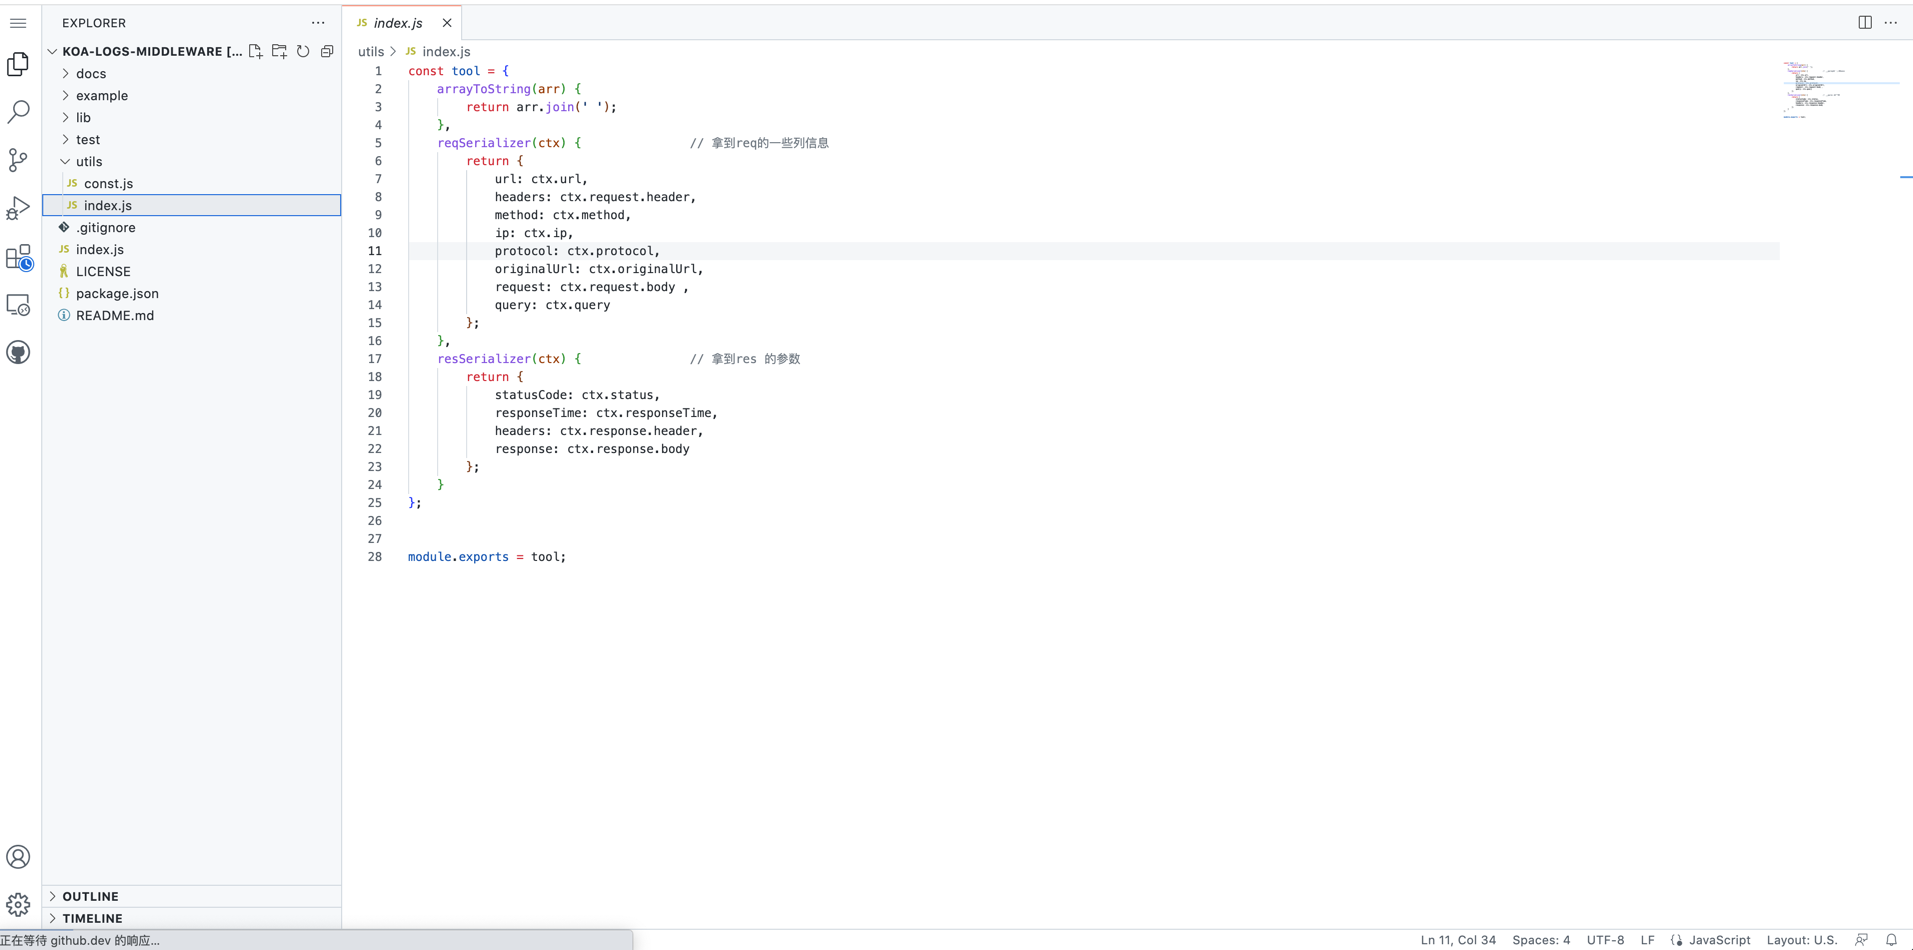 EXPLORER
KOA-LOGS-MIDDLEWARE [...
docs
example
lib
test
utils
JS const.js
JS index.js
.gitignore
JS index.js
LICENSE
{} package.json
README.md
OUTLINE
TIMELINE
JS index.js
utils > JS index.js
1 const tool = {
2 arrayToString(arr) {
3 return arr.join(' ');
4 },
5 reqSerializer(ctx) { // 拿到req的一些列信息
6 return {
7 url: ctx.url,
8 headers: ctx.request.header,
9 method: ctx.method,
10 ip: ctx.ip,
11 protocol: ctx.protocol,
12 originalUrl: ctx.originalUrl,
13 request: ctx.request.body ,
14 query: ctx.query
15 };
16 },
17 resSerializer(ctx) { // 拿到res 的参数
18 return {
19 statusCode: ctx.status,
20 responseTime: ctx.responseTime,
21 headers: ctx.response.header,
22 response: ctx.response.body
23 };
24 }
25 };
26
27
28 module.exports = tool;
正在等待 github.dev 的响应...
Ln 11, Col 34 Spaces: 4 UTF-8 LF JavaScript Layout: U.S.